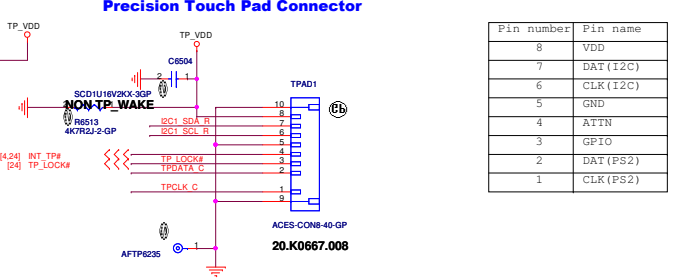 Precision Touch Pad Connector
TP_VDD
TP_VDD
C6504
2
1
SCD1U16V2KX-3GP
NON-TP_WAKE
R6513
4K7R2J-2-GP
TPAD1
10
8
I2C1_SDA_R
7
I2C1_SCL_R
6
5
[4,24] INT_TP#
4
[24] TP_LOCK#
TP_LOCK#
3
TPDATA_C
2
TPCLK_C
1
9
ACES-CON8-40-GP
20.K0667.008
AFTP6235
1
Pin number Pin name
8 VDD
7 DAT(I2C)
6 CLK(I2C)
5 GND
4 ATTN
3 GPIO
2 DAT(PS2)
1 CLK(PS2)